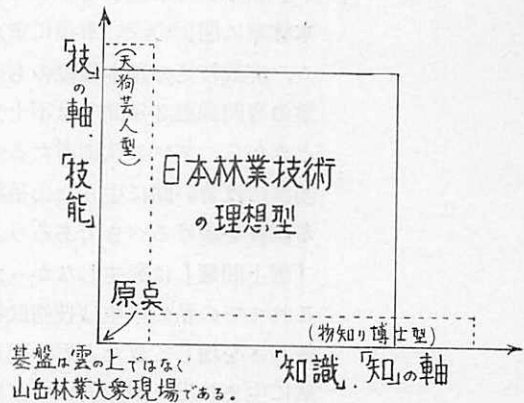 「技」の軸.「技能」
(天狗芸人型)
日本林業技術
の理想型
原点
(物知り博士型)
「知識」.「知」の軸
基盤は雲の上ではなく
山岳林業大衆現場である.